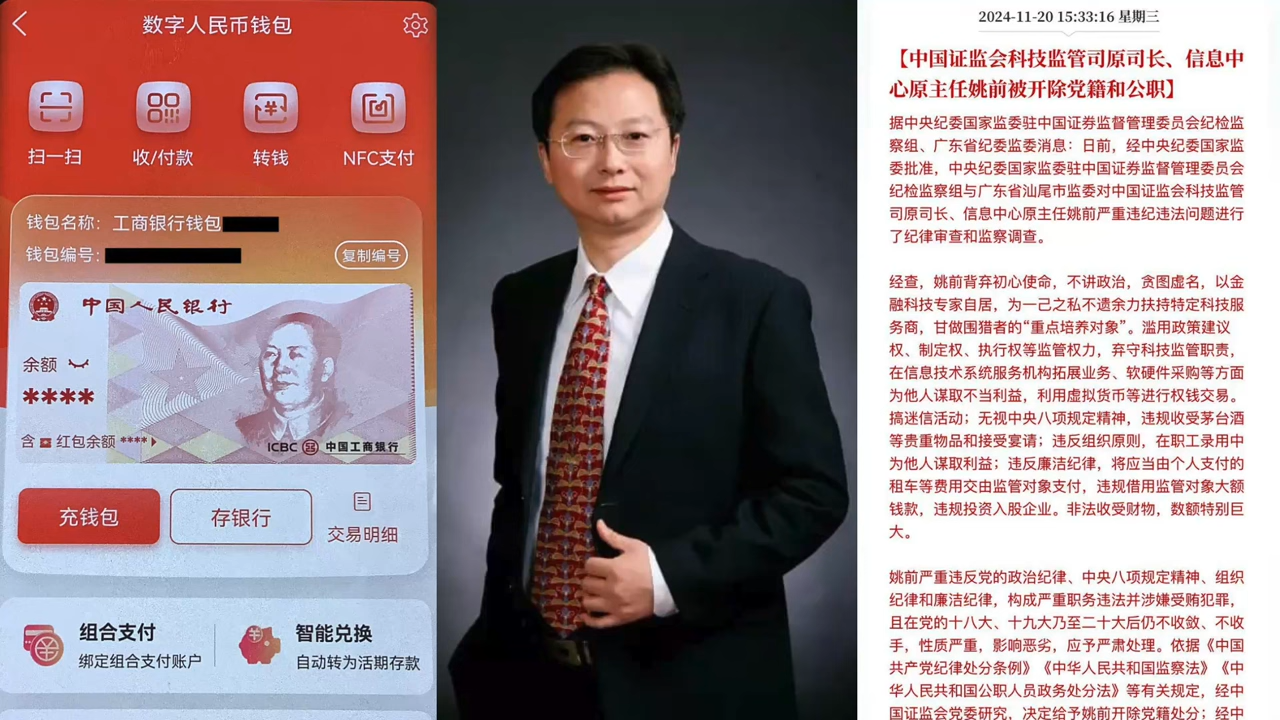 数字人民币钱包
扫一扫
收/付款
转钱
NFC支付
钱包名称: 工商银行钱包
钱包编号:
复制编号
中国人民银行
余额
****
含 红包余额 ****
ICBC 中国工商银行
充钱包
存银行
交易明细
组合支付
绑定组合支付账户
智能兑换
自动转为活期存款
2024-11-20 15:33:16 星期三
【中国证监会科技监管司原司长、信息中
心原主任姚前被开除党籍和公职】
据中央纪委国家监委驻中国证券监督管理委员会纪检监
察组、广东省纪委监委消息：日前，经中央纪委国家监
委批准，中央纪委国家监委驻中国证券监督管理委员会
纪检监察组与广东省汕尾市监委对中国证监会科技监管
司原司长、信息中心原主任姚前严重违纪违法问题进行
了纪律审查和监察调查。
经查，姚前背弃初心使命，不讲政治，贪图虚名，以金
融科技专家自居，为一己之私不遗余力扶持特定科技服
务商，甘做围猎者的“重点培养对象”。滥用政策建议
权、制定权、执行权等监管权力，弃守科技监管职责，
在信息技术系统服务机构拓展业务、软硬件采购等方面
为他人谋取不当利益，利用虚拟货币等进行权钱交易。
搞迷信活动；无视中央八项规定精神，违规收受茅台酒
等贵重物品和接受宴请；违反组织原则，在职工录用中
为他人谋取利益；违反廉洁纪律，将应当由个人支付的
租车等费用交由监管对象支付，违规借用监管对象大额
钱款，违规投资入股企业。非法收受财物，数额特别巨
大。
姚前严重违反党的政治纪律、中央八项规定精神、组织
纪律和廉洁纪律，构成严重职务违法并涉嫌受贿犯罪，
且在党的十八大、十九大乃至二十大后仍不收敛、不收
手，性质严重，影响恶劣，应予严肃处理。依据《中国
共产党纪律处分条例》《中华人民共和国监察法》《中
华人民共和国公职人员政务处分法》等有关规定，经中
国证监会党委研究，决定给予姚前开除党籍处分；经中